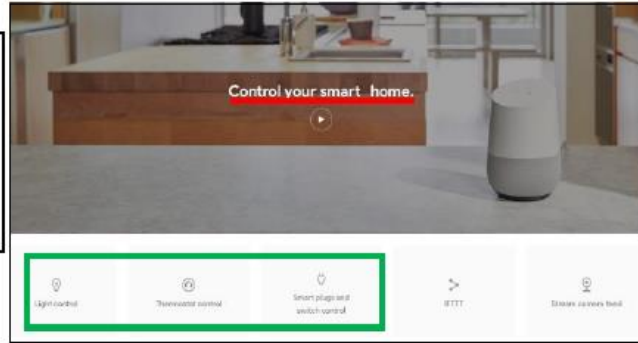 Control your smart home.
Light control
Thermostat control
Smart plugs and
switch control
IFTTT
Stream camera feed